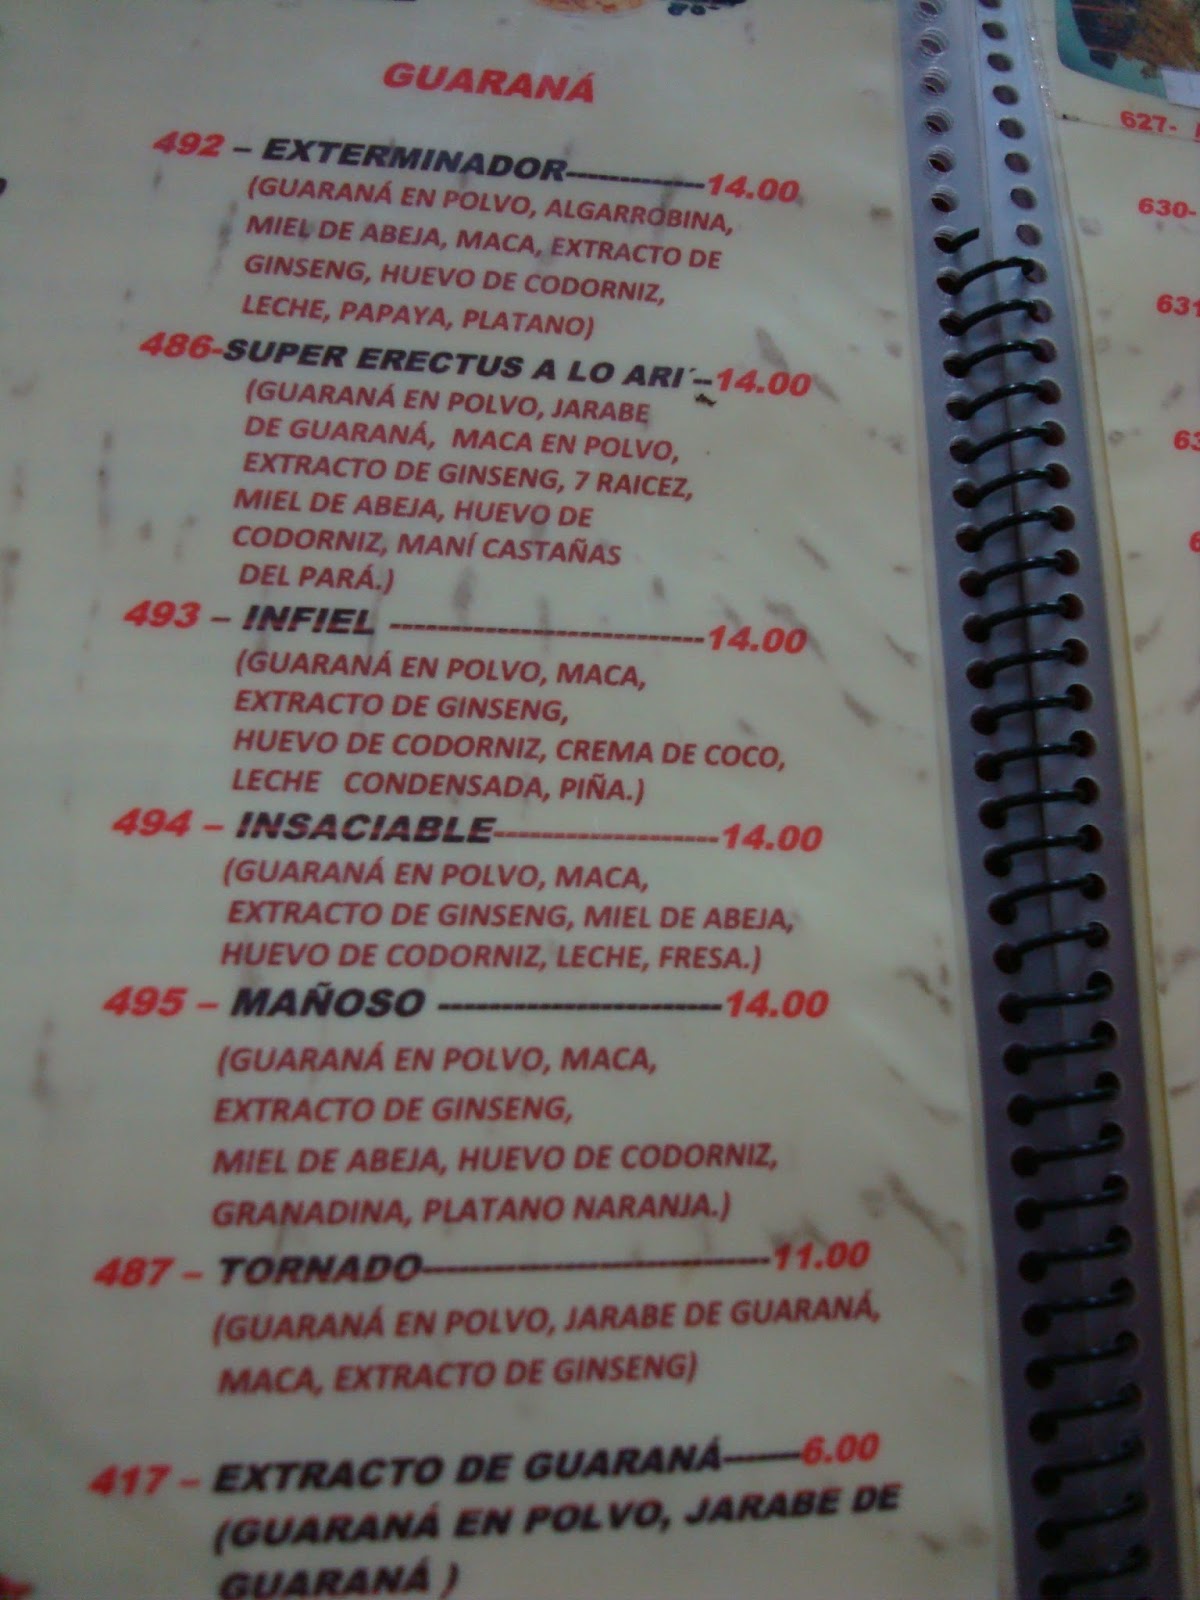 GUARANÁ
492 – EXTERMINADOR-------------14.00
(GUARANÁ EN POLVO, ALGARROBINA,
MIEL DE ABEJA, MACA, EXTRACTO DE
GINSENG, HUEVO DE CODORNIZ,
LECHE, PAPAYA, PLATANO)
486-SUPER ERECTUS A LO ARI´--14.00
(GUARANÁ EN POLVO, JARABE
DE GUARANÁ, MACA EN POLVO,
EXTRACTO DE GINSENG, 7 RAICEZ,
MIEL DE ABEJA, HUEVO DE
CODORNIZ, MANÍ CASTAÑAS
DEL PARÁ.)
493 – INFIEL --------------------------14.00
(GUARANÁ EN POLVO, MACA,
EXTRACTO DE GINSENG,
HUEVO DE CODORNIZ, CREMA DE COCO,
LECHE CONDENSADA, PIÑA.)
494 – INSACIABLE-------------------14.00
(GUARANÁ EN POLVO, MACA,
EXTRACTO DE GINSENG, MIEL DE ABEJA,
HUEVO DE CODORNIZ, LECHE, FRESA.)
495 – MAÑOSO -----------------------14.00
(GUARANÁ EN POLVO, MACA,
EXTRACTO DE GINSENG,
MIEL DE ABEJA, HUEVO DE CODORNIZ,
GRANADINA, PLATANO NARANJA.)
487 – TORNADO----------------------------11.00
(GUARANÁ EN POLVO, JARABE DE GUARANÁ,
MACA, EXTRACTO DE GINSENG)
417 – EXTRACTO DE GUARANÁ------6.00
(GUARANÁ EN POLVO, JARABE DE
GUARANÁ )
627-
630-
631